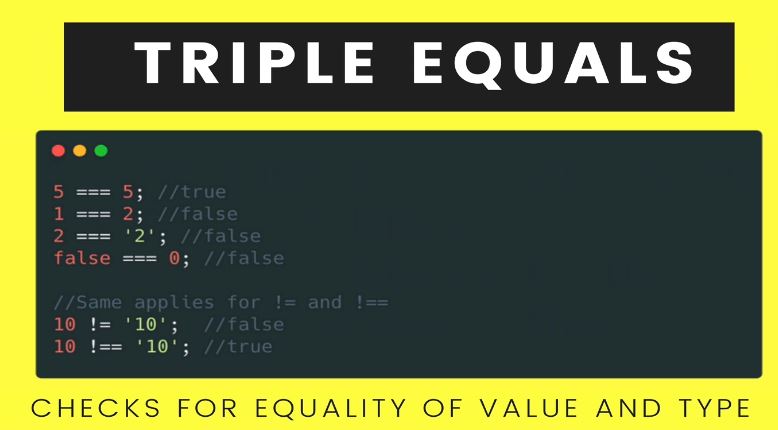 TRIPLE EQUALS
5 === 5; //true
1 === 2; //false
2 === '2'; //false
false === 0; //false
//Same applies for != and !==
10 != '10';  //false
10 !== '10'; //true
CHECKS FOR EQUALITY OF VALUE AND TYPE